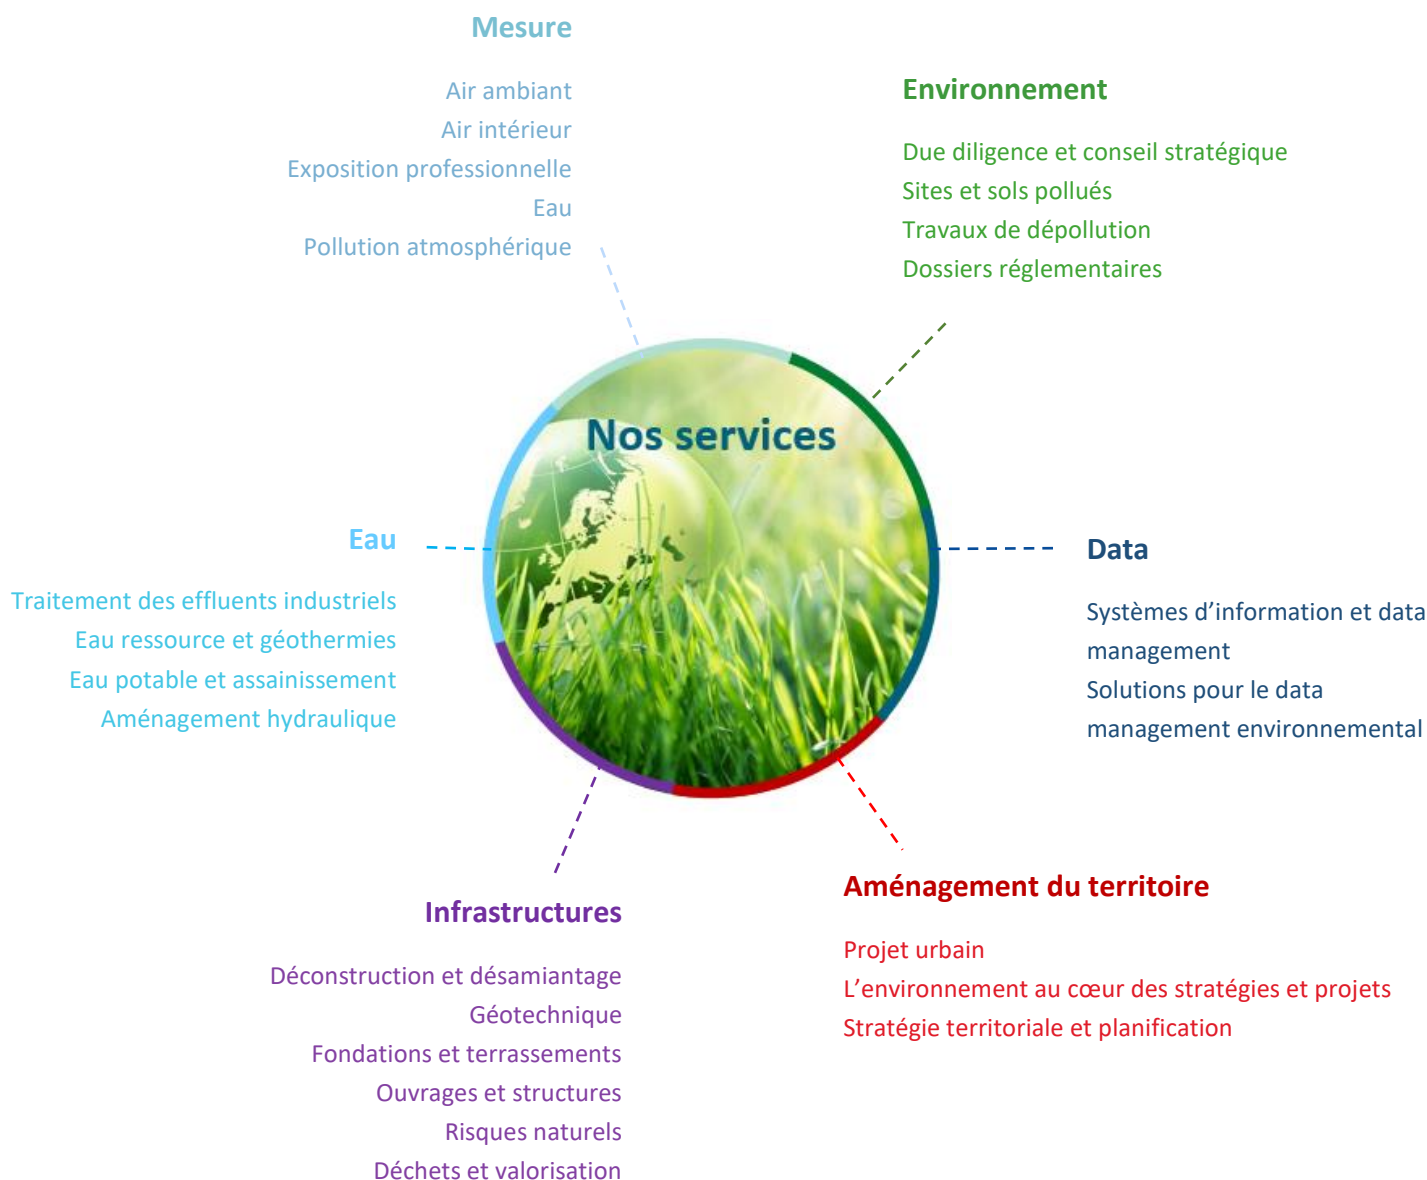 Mesure
Air ambiant
Air intérieur
Exposition professionnelle
Eau
Pollution atmosphérique
Environnement
Due diligence et conseil stratégique
Sites et sols pollués
Travaux de dépollution
Dossiers réglementaires
Nos services
Eau
Traitement des effluents industriels
Eau ressource et géothermies
Eau potable et assainissement
Aménagement hydraulique
Data
Systèmes d’information et data
management
Solutions pour le data
management environnemental
Infrastructures
Déconstruction et désamiantage
Géotechnique
Fondations et terrassements
Ouvrages et structures
Risques naturels
Déchets et valorisation
Aménagement du territoire
Projet urbain
L’environnement au cœur des stratégies et projets
Stratégie territoriale et planification